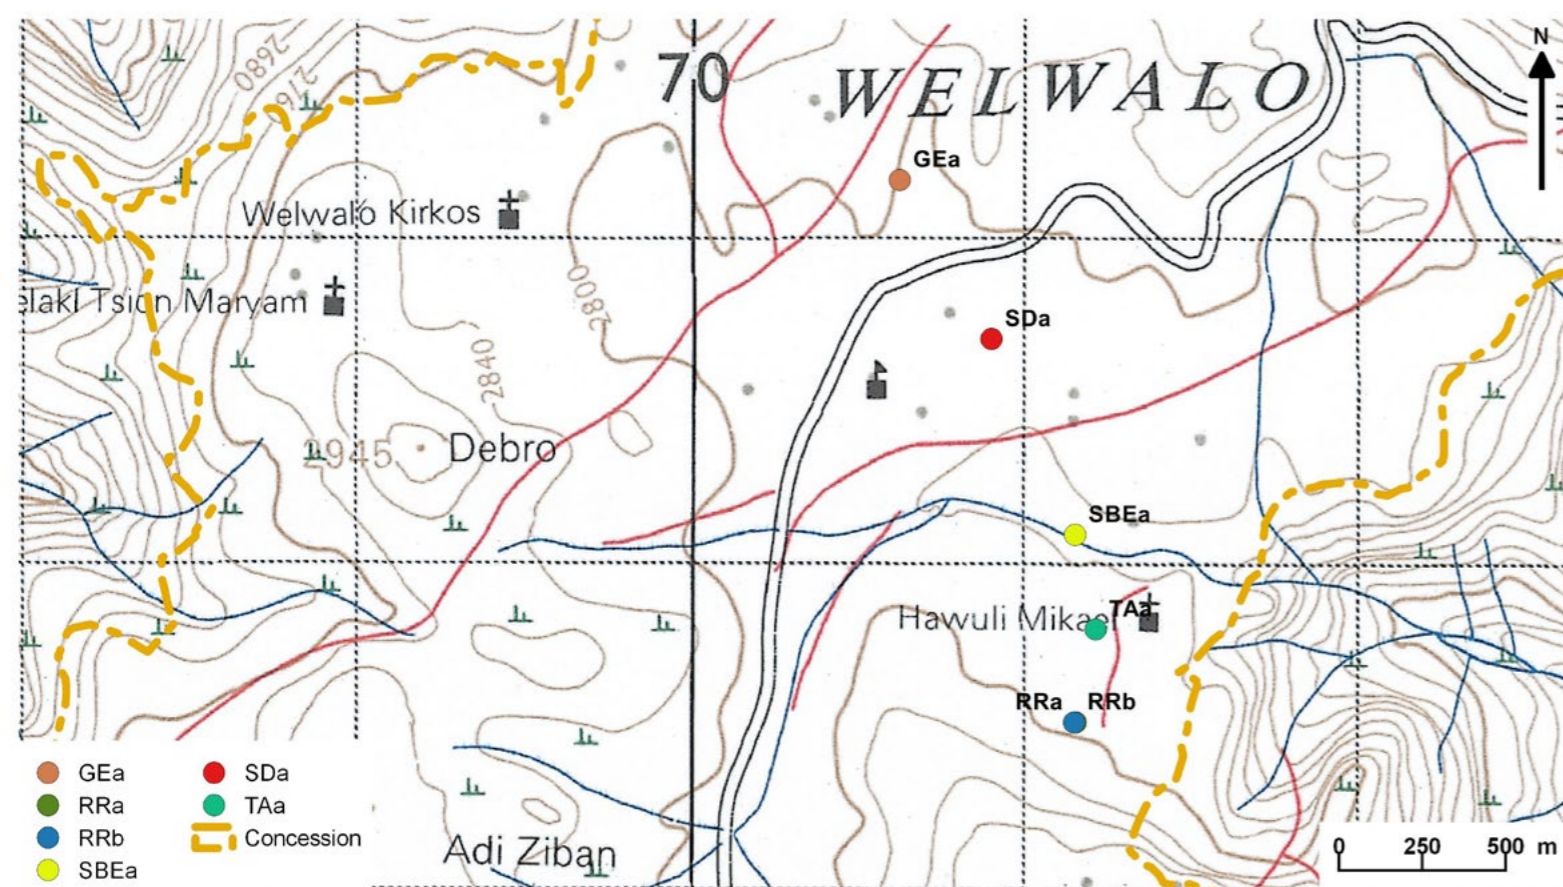 2680
70
WELWALO
N
GEa
Welwalo Kirkos
elaki Tsion Maryam
2800
SDa
2840
2945
Debro
SBEa
Hawuli Mikael
TAa
RRa
RRb
GEa
SDa
RRa
TAa
RRb
Concession
SBEa
Adi Ziban
0 250 500 m